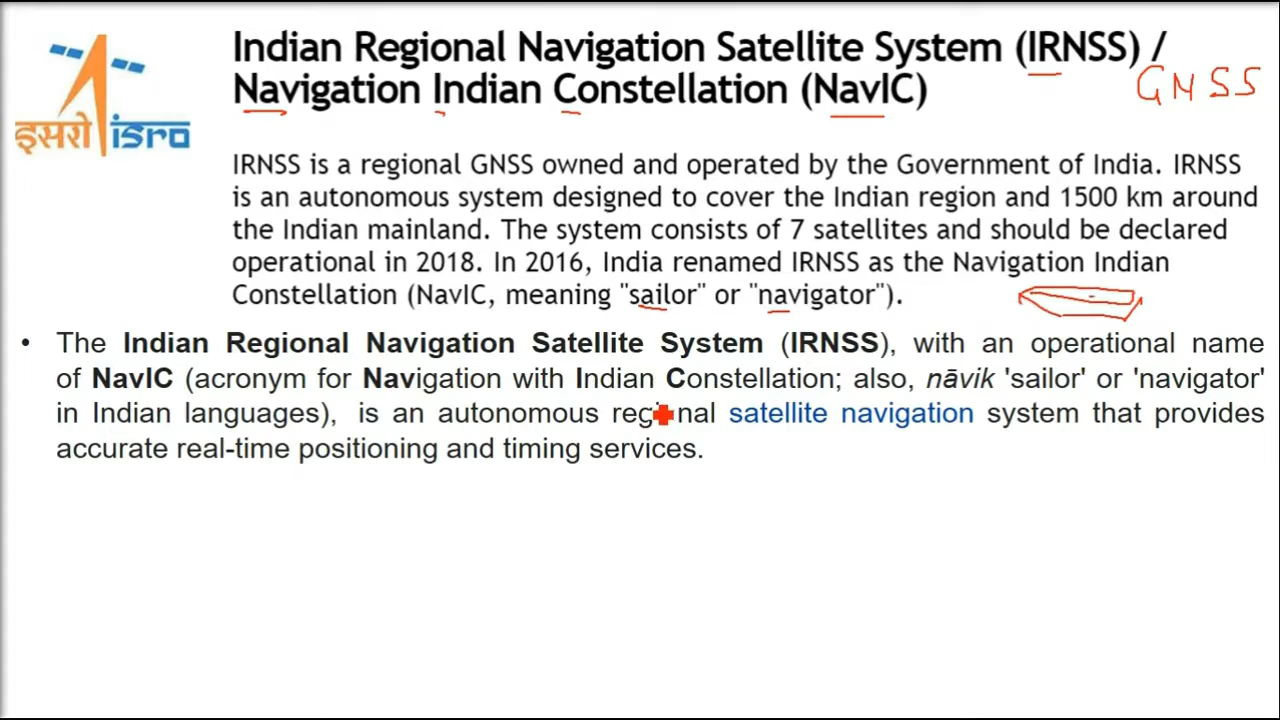 Indian Regional Navigation Satellite System (IRNSS) /
Navigation Indian Constellation (NavIC)
GNSS
इसरो isro
IRNSS is a regional GNSS owned and operated by the Government of India. IRNSS
is an autonomous system designed to cover the Indian region and 1500 km around
the Indian mainland. The system consists of 7 satellites and should be declared
operational in 2018. In 2016, India renamed IRNSS as the Navigation Indian
Constellation (NavIC, meaning "sailor" or "navigator").
• The Indian Regional Navigation Satellite System (IRNSS), with an operational name
of NavIC (acronym for Navigation with Indian Constellation; also, nāvik 'sailor' or 'navigator'
in Indian languages), is an autonomous regional satellite navigation system that provides
accurate real-time positioning and timing services.